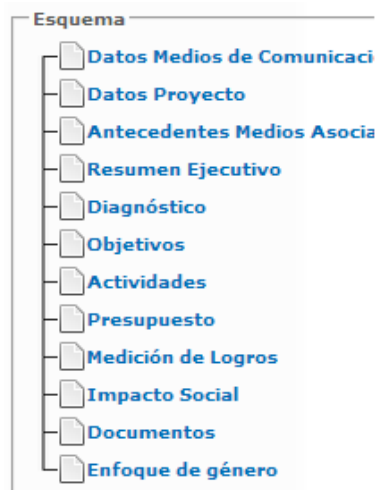 Esquema
Datos Medios de Comunicaci
Datos Proyecto
Antecedentes Medios Asocia
Resumen Ejecutivo
Diagnóstico
Objetivos
Actividades
Presupuesto
Medición de Logros
Impacto Social
Documentos
Enfoque de género